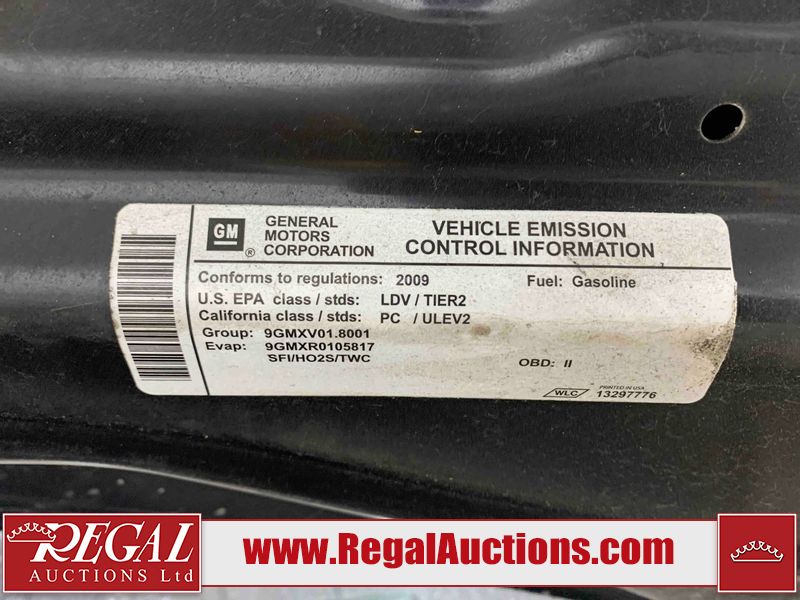 GM ® GENERAL MOTORS CORPORATION
VEHICLE EMISSION
CONTROL INFORMATION
Conforms to regulations: 2009 Fuel: Gasoline
U.S. EPA class / stds: LDV / TIER2
California class / stds: PC / ULEV2
Group: 9GMXV01.8001
Evap: 9GMXR0105817
SFI/HO2S/TWC
OBD: II
WLC PRINTED IN USA 13297776
REGAL
AUCTIONS Ltd
www.RegalAuctions.com